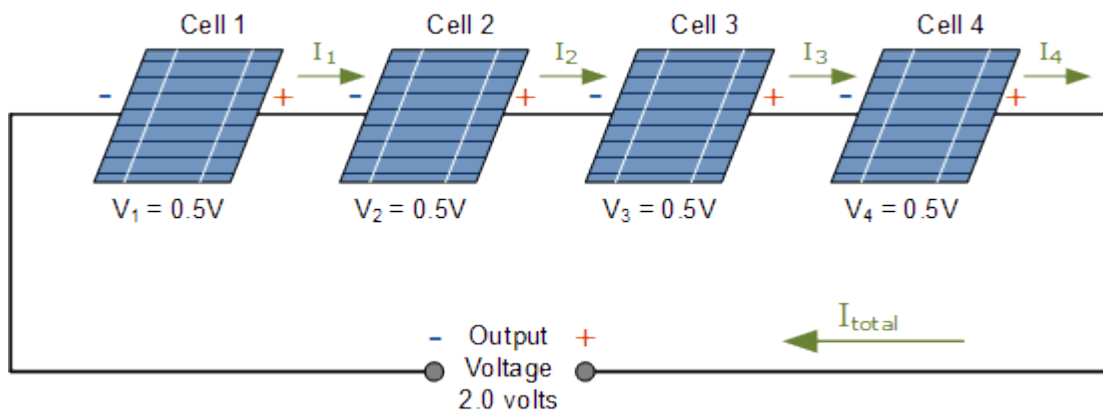 Cell 1 Cell 2 Cell 3 Cell 4
I₁ I₂ I₃ I₄
- + - + - + - +
V₁ = 0.5V V₂ = 0.5V V₃ = 0.5V V₄ = 0.5V
I_total
- Output +
Voltage
2.0 volts